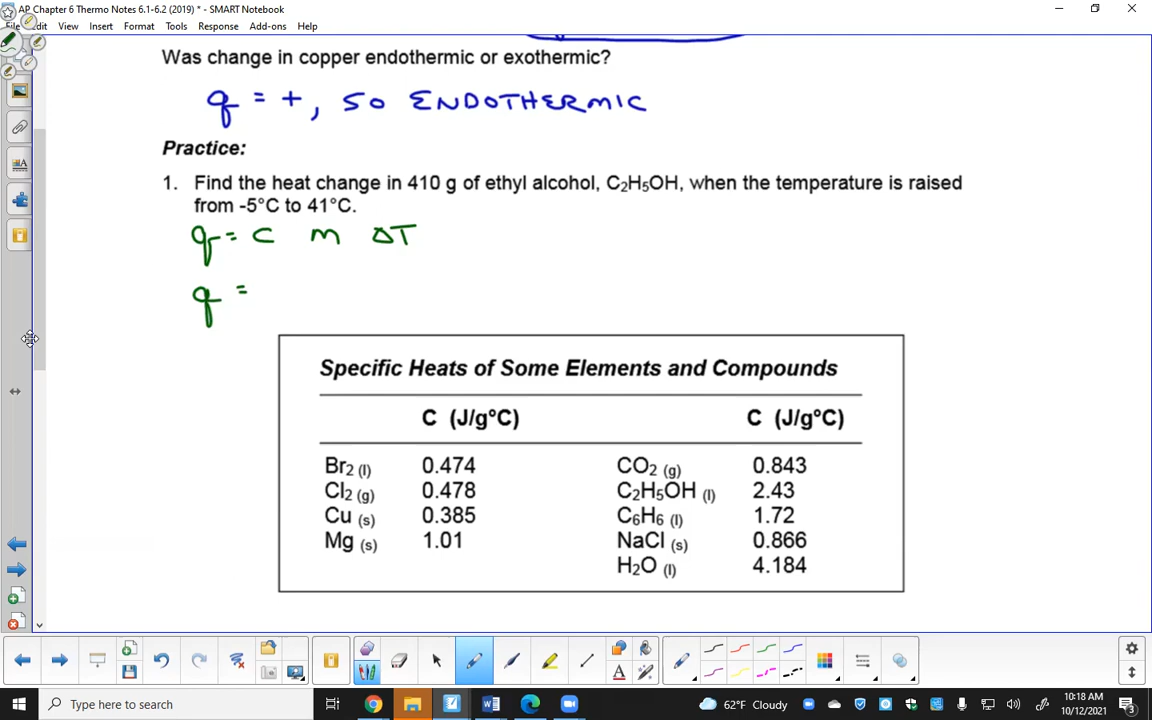 AP Chapter 6 Thermo Notes 6.1-6.2 (2019) * - SMART Notebook
View Insert Format Tools Response Add-ons Help
Was change in copper endothermic or exothermic?
q = +, SO ENDOTHERMIC
Practice:
1. Find the heat change in 410 g of ethyl alcohol, C2H5OH, when the temperature is raised
from -5°C to 41°C.
q = C m ΔT
q =
Specific Heats of Some Elements and Compounds
C (J/g°C) C (J/g°C)
Br2 (l) 0.474 CO2 (g) 0.843
Cl2 (g) 0.478 C2H5OH (l) 2.43
Cu (s) 0.385 C6H6 (l) 1.72
Mg (s) 1.01 NaCl (s) 0.866
H2O (l) 4.184
Type here to search
62°F Cloudy
10:18 AM
10/12/2021
3